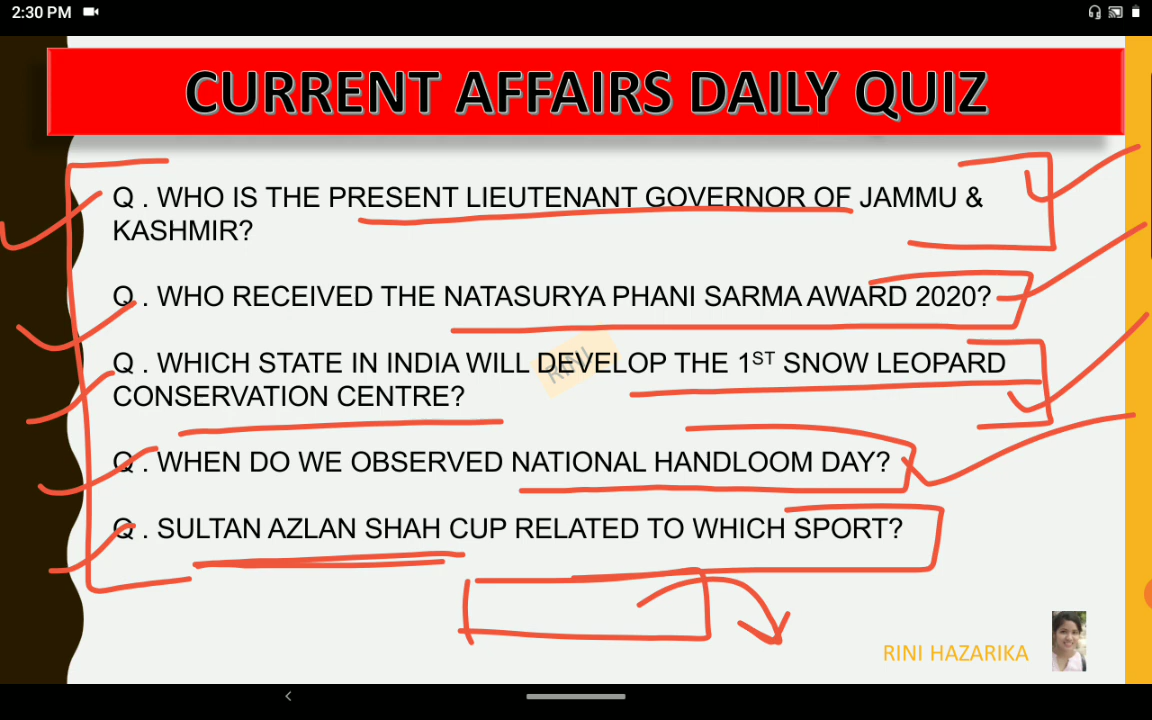 2:30 PM
CURRENT AFFAIRS DAILY QUIZ
Q . WHO IS THE PRESENT LIEUTENANT GOVERNOR OF JAMMU &
KASHMIR?
Q . WHO RECEIVED THE NATASURYA PHANI SARMA AWARD 2020?
Q . WHICH STATE IN INDIA WILL DEVELOP THE 1ST SNOW LEOPARD
CONSERVATION CENTRE?
Q . WHEN DO WE OBSERVED NATIONAL HANDLOOM DAY?
Q . SULTAN AZLAN SHAH CUP RELATED TO WHICH SPORT?
RINI
RINI HAZARIKA